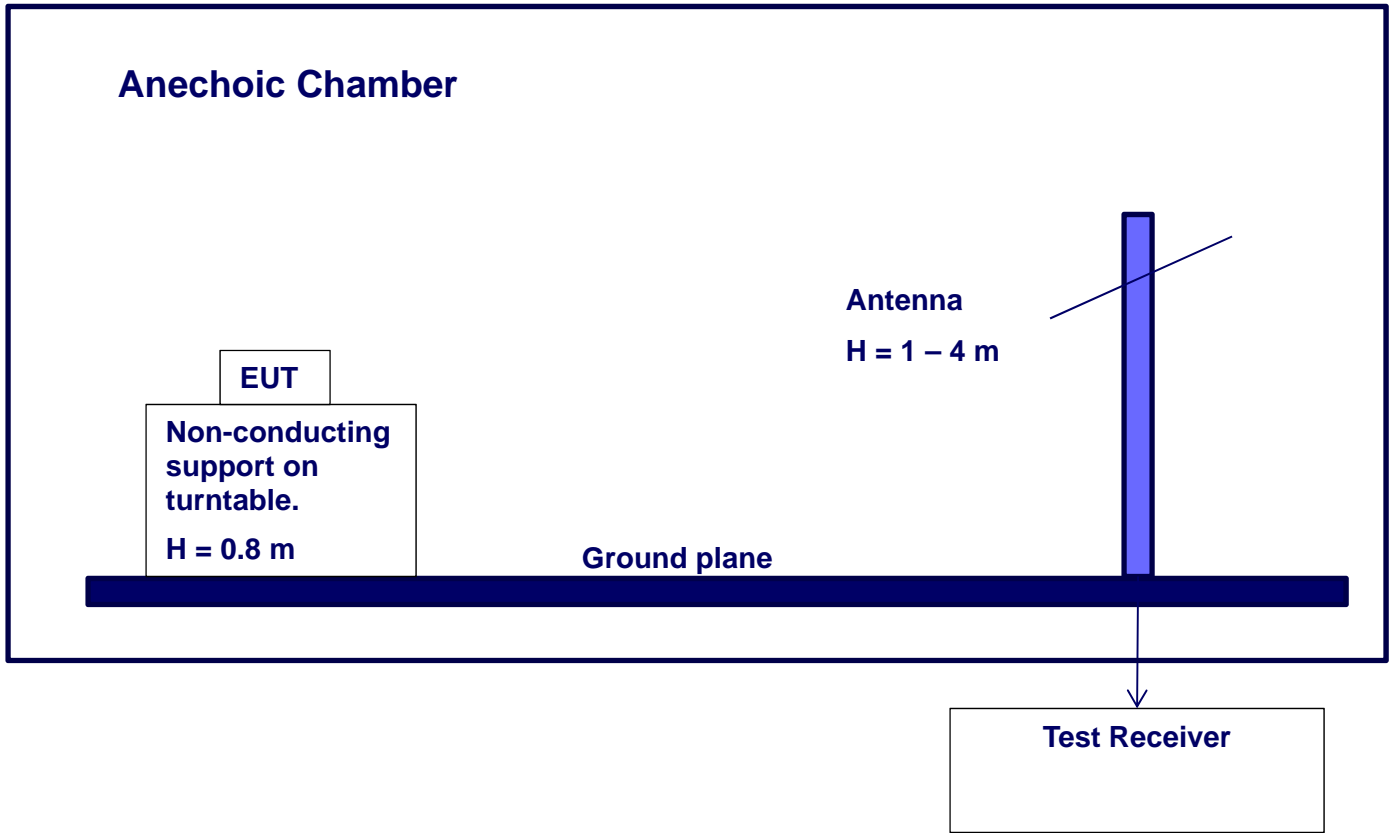 Anechoic Chamber
Antenna
H = 1 – 4 m
EUT
Non-conducting
support on
turntable.
H = 0.8 m
Ground plane
Test Receiver